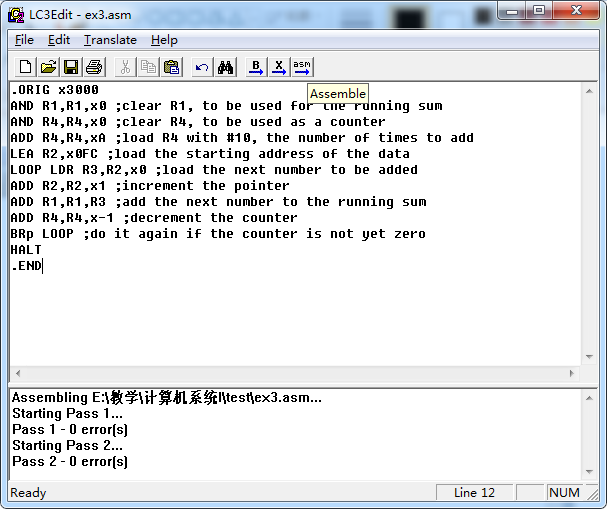 LC3Edit - ex3.asm
File Edit Translate Help
B X asm
Assemble
.ORIG x3000
AND R1,R1,x0 ;clear R1, to be used for the running sum
AND R4,R4,x0 ;clear R4, to be used as a counter
ADD R4,R4,xA ;load R4 with #10, the number of times to add
LEA R2,x0FC ;load the starting address of the data
LOOP LDR R3,R2,x0 ;load the next number to be added
ADD R2,R2,x1 ;increment the pointer
ADD R1,R1,R3 ;add the next number to the running sum
ADD R4,R4,x-1 ;decrement the counter
BRp LOOP ;do it again if the counter is not yet zero
HALT
.END
Assembling E:\教学\计算机系统I\test\ex3.asm...
Starting Pass 1...
Pass 1 - 0 error(s)
Starting Pass 2...
Pass 2 - 0 error(s)
Ready Line 12 NUM